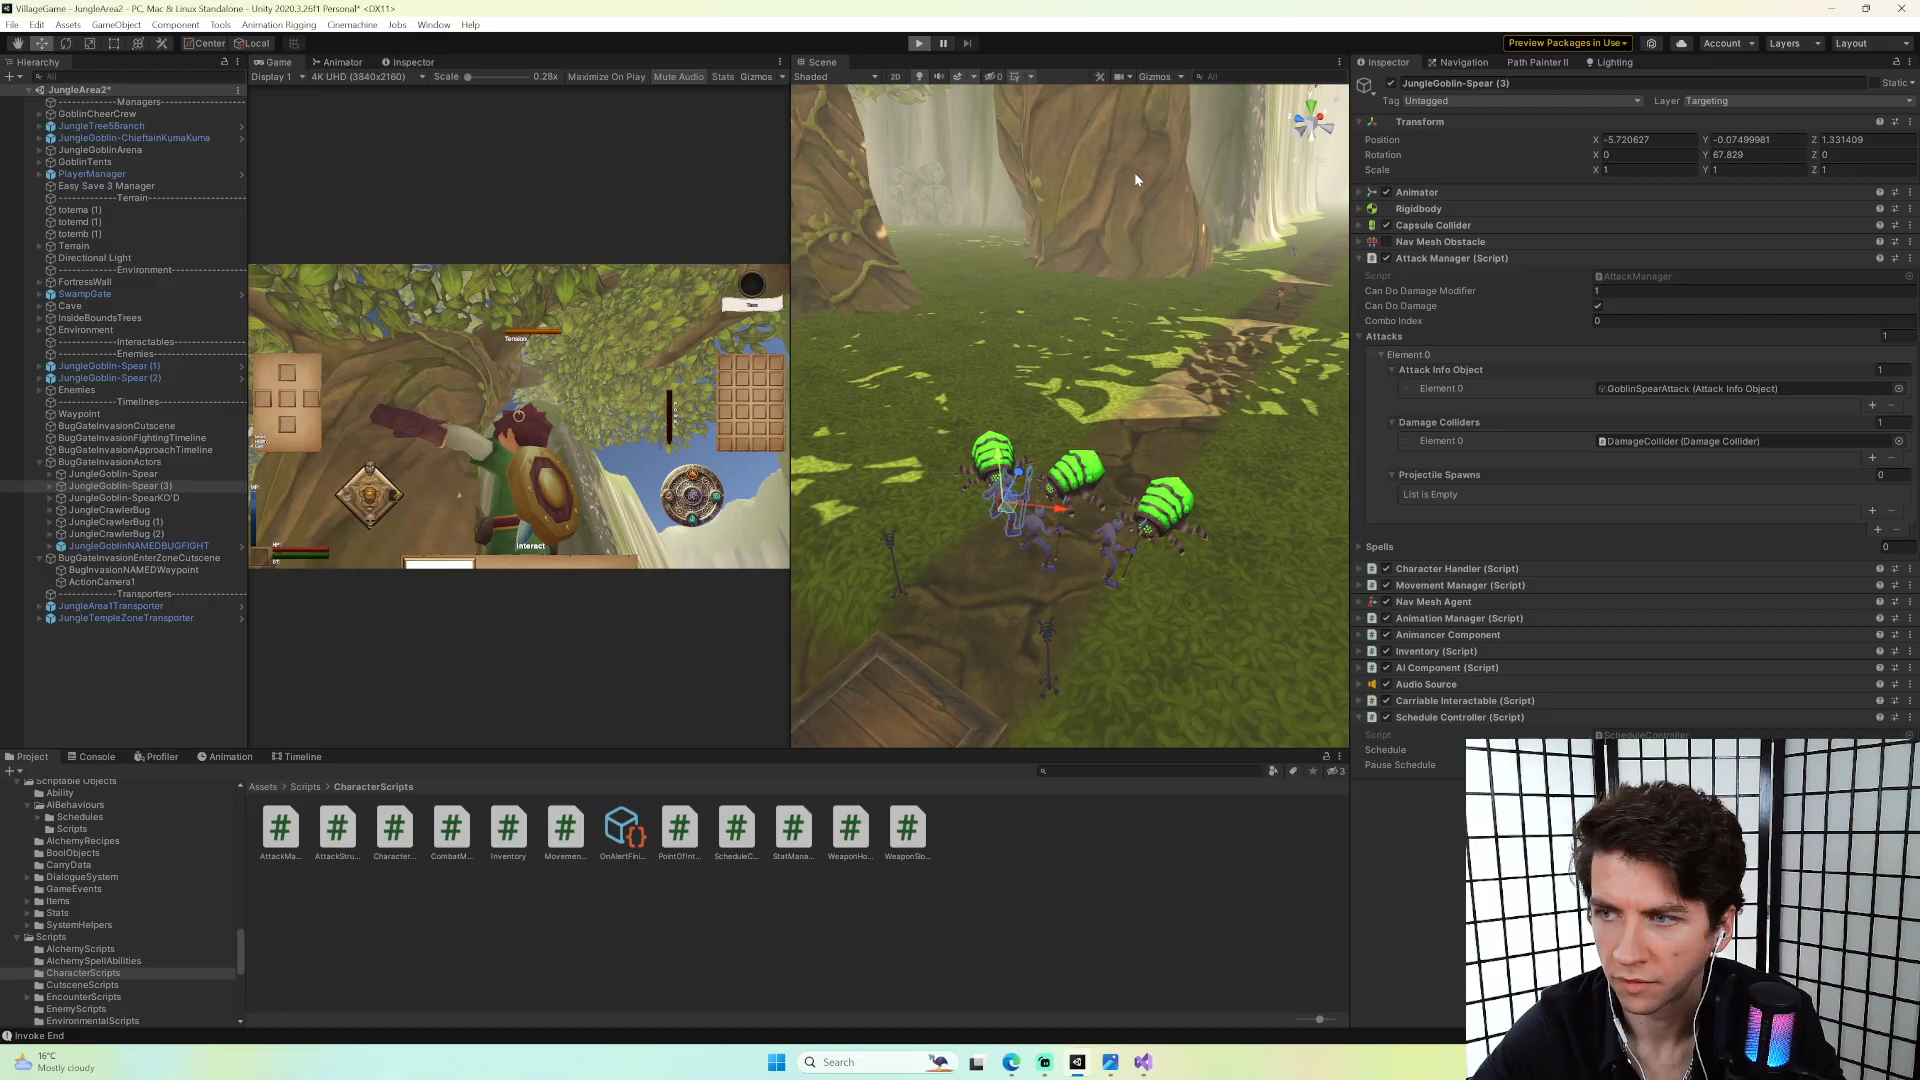 VillageGame - JungleArea2 - PC, Mac & Linux Standalone - Unity 2020.3.26f1 Personal* <DX11>
File Edit Assets GameObject Component Tools Animation Rigging Cinemachine Jobs Window Help
Center Local
Preview Packages in Use Account Layers Layout
Hierarchy
All
JungleArea2*
--------------Managers--------------
GoblinCheerCrew
JungleTree5Branch
JungleGoblin-ChieftainKumaKuma
JungleGoblinArena
GoblinTents
PlayerManager
Easy Save 3 Manager
--------------Terrain--------------
totema (1)
totemd (1)
totemb (1)
Terrain
Directional Light
--------------Environment--------------
FortressWall
SwampGate
Cave
InsideBoundsTrees
Environment
--------------Interactables--------------
--------------Enemies--------------
JungleGoblin-Spear (1)
JungleGoblin-Spear (2)
Enemies
--------------Timelines--------------
Waypoint
BugGateInvasionCutscene
BugGateInvasionFightingTimeline
BugGateInvasionApproachTimeline
BugGateInvasionActors
JungleGoblin-Spear
JungleGoblin-Spear (3)
JungleGoblin-SpearKO'D
JungleCrawlerBug
JungleCrawlerBug (1)
JungleCrawlerBug (2)
JungleGoblinNAMEDBUGFIGHT
BugGateInvasionEnterZoneCutscene
BugInvasionNAMEDWaypoint
ActionCamera1
--------------Transporters--------------
JungleArea1Transporter
JungleTempleZoneTransporter
Game Animator Inspector
Display 1 4K UHD (3840x2160) Scale 0.28x Maximize On Play Mute Audio Stats Gizmos
Time
Tension
Interact
MP:
HP:
ST:
Scene
Shaded 2D 0 Gizmos All
Inspector Navigation Path Painter II Lighting
JungleGoblin-Spear (3) Static
Tag Untagged Layer Targeting
Transform
Position X -5.720627 Y -0.07499981 Z 1.331409
Rotation X 0 Y 67.829 Z 0
Scale X 1 Y 1 Z 1
Animator
Rigidbody
Capsule Collider
Nav Mesh Obstacle
Attack Manager (Script)
Script AttackManager
Can Do Damage Modifier 1
Can Do Damage
Combo Index 0
Attacks 1
Element 0
Attack Info Object 1
Element 0 GoblinSpearAttack (Attack Info Object)
Damage Colliders 1
Element 0 DamageCollider (Damage Collider)
Projectile Spawns 0
List is Empty
Spells 0
Character Handler (Script)
Movement Manager (Script)
Nav Mesh Agent
Animation Manager (Script)
Animancer Component
Inventory (Script)
AI Component (Script)
Audio Source
Carriable Interactable (Script)
Schedule Controller (Script)
Script ScheduleController
Schedule
Pause Schedule
Project Console Profiler Animation Timeline
3
Scriptable Objects
Ability
AIBehaviours
Schedules
Scripts
AlchemyRecipes
BoolObjects
CarryData
DialogueSystem
GameEvents
Items
Stats
SystemHelpers
Scripts
AlchemyScripts
AlchemySpellAbilities
CharacterScripts
CutsceneScripts
EncounterScripts
EnemyScripts
EnvironmentalScripts
Assets Scripts CharacterScripts
AttackMa... AttackStru... Character... CombatM... Inventory Movemen... OnAlertFini... PointOfInt... ScheduleC... StatMana... WeaponHo... WeaponSlo...
Invoke End
16°C
Mostly cloudy
Search